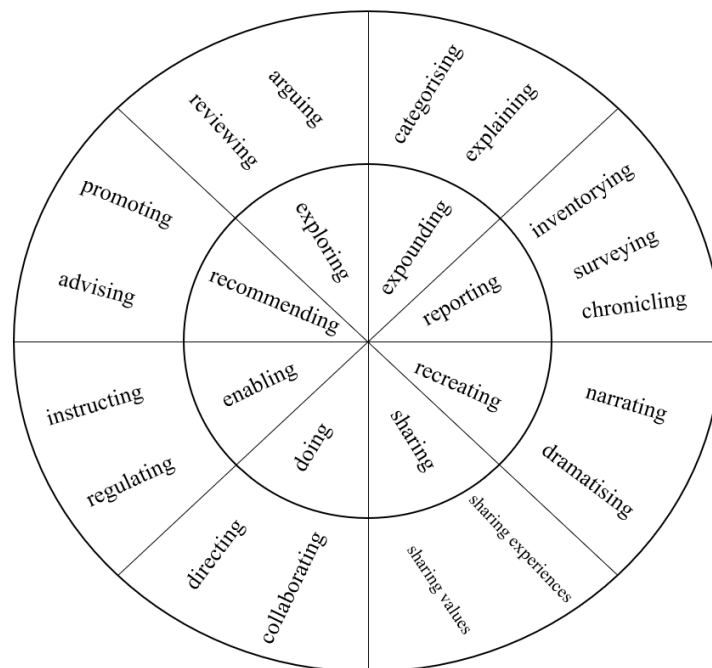 arguing
reviewing
categorising
explaining
promoting
advising
inventorying
surveying
chronicling
exploring
expounding
recommending
reporting
enabling
recreating
doing
sharing
instructing
regulating
narrating
dramatising
directing
collaborating
sharing values
sharing experiences